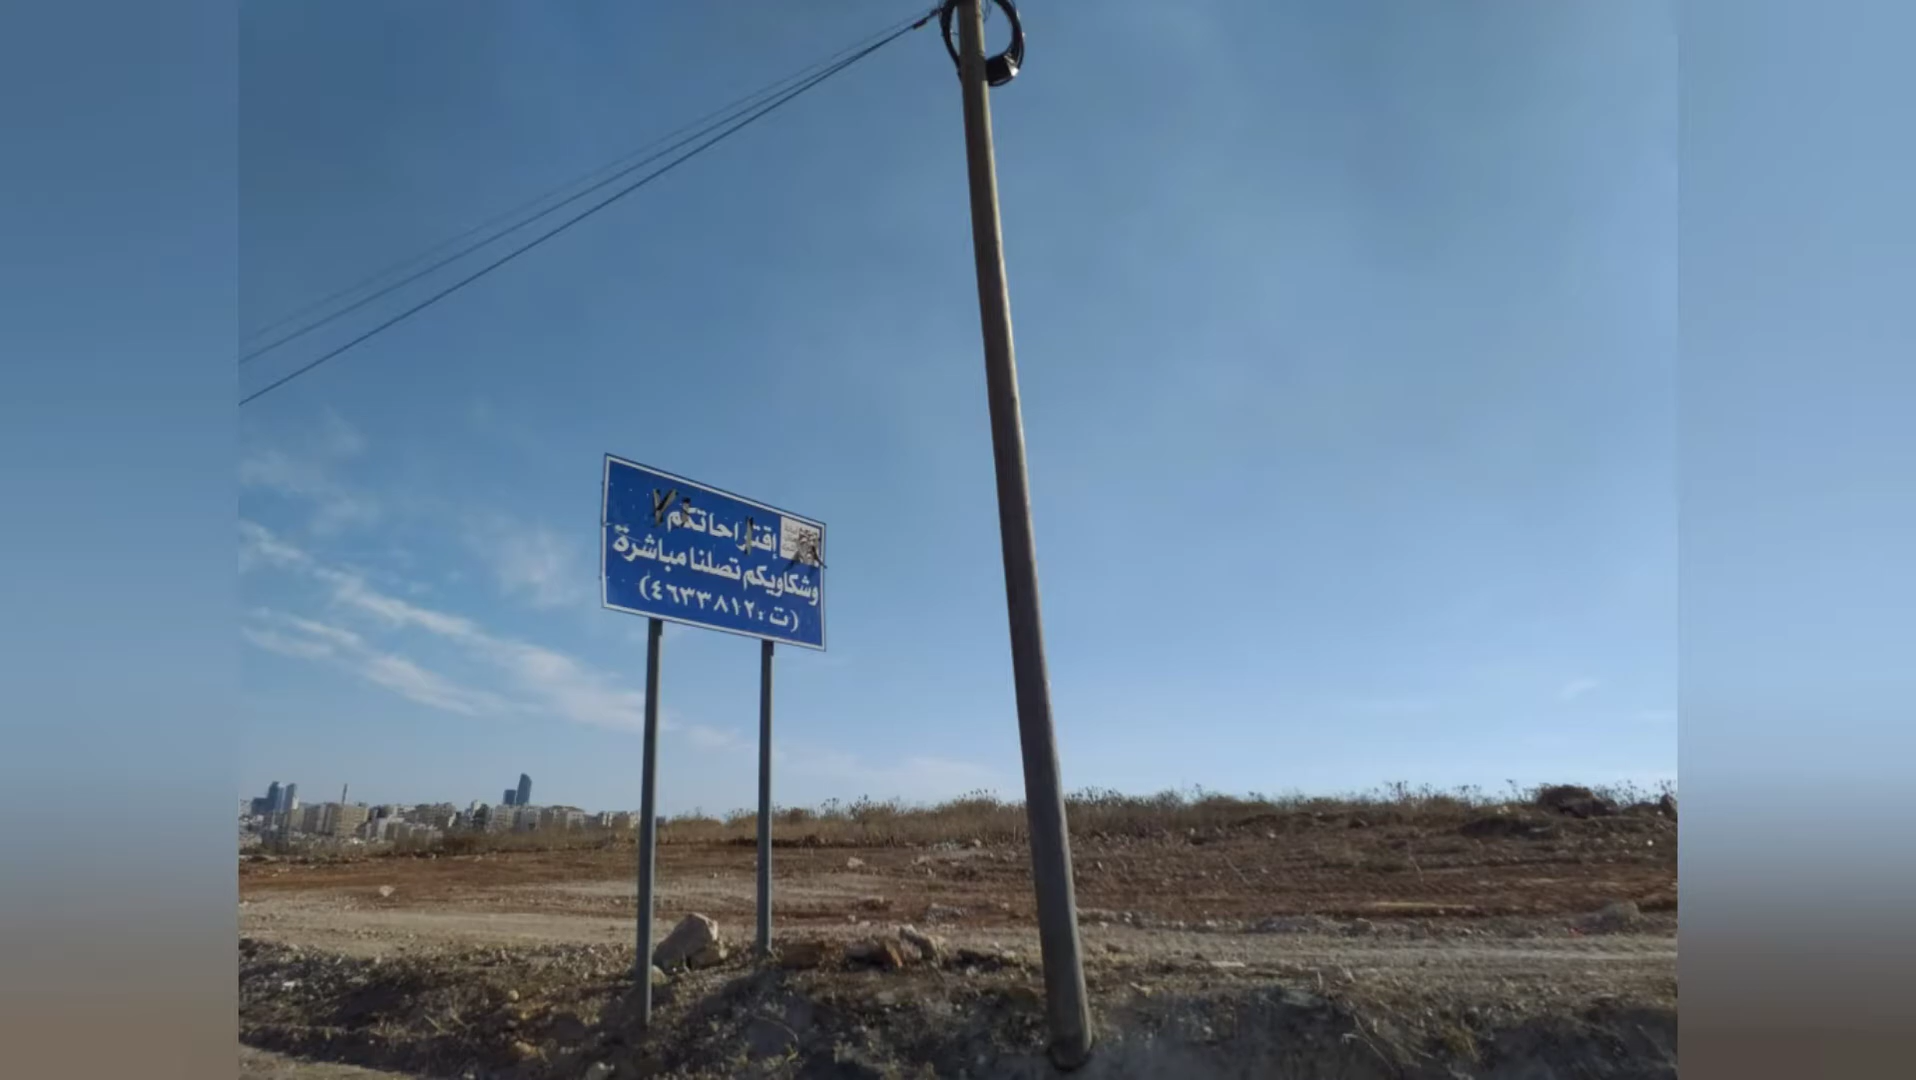 إقتراحاتكم
وشكاويكم تصلنا مباشرة
(ت : ٤٦٣٣٨١٢)